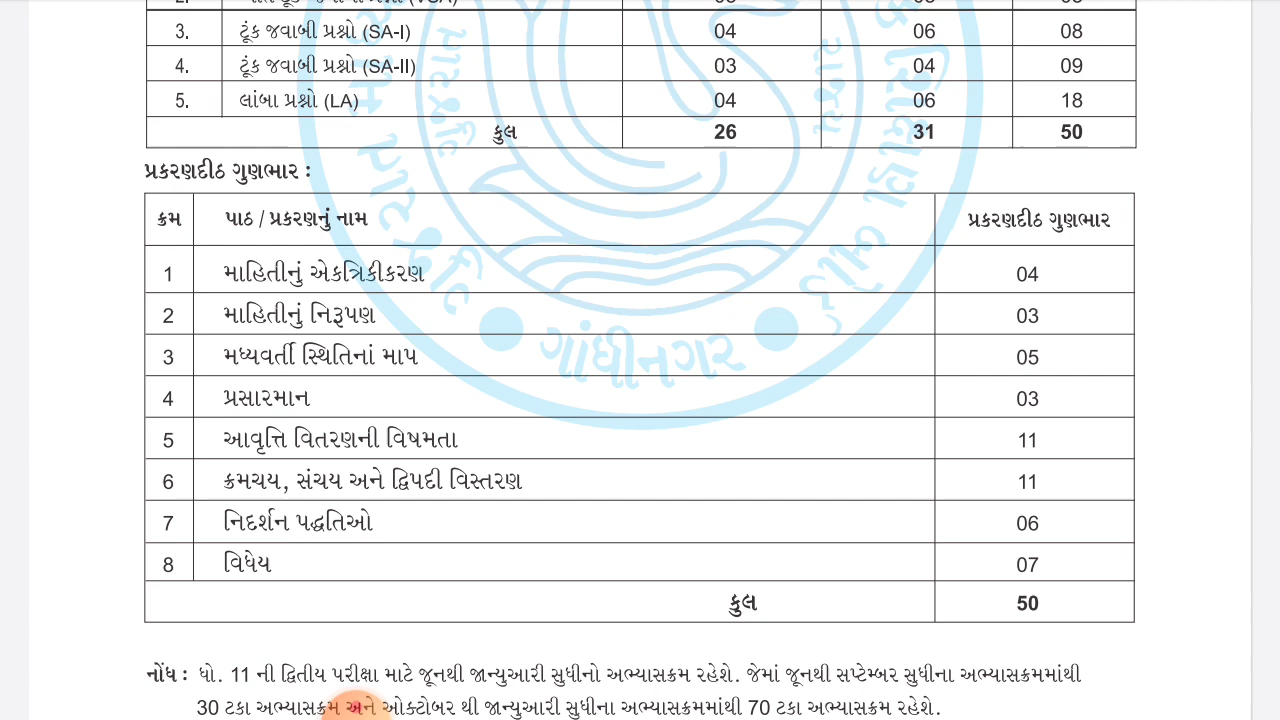 3. ટૂંક જવાબી પ્રશ્નો (SA-I) 04 06 08
4. ટૂંક જવાબી પ્રશ્નો (SA-II) 03 04 09
5. લાંબા પ્રશ્નો (LA) 04 06 18
કુલ 26 31 50
પ્રકરણદીઠ ગુણભાર :
ક્રમ પાઠ / પ્રકરણનું નામ પ્રકરણદીઠ ગુણભાર
1 માહિતીનું એકત્રિકીકરણ 04
2 માહિતીનું નિરૂપણ 03
3 મધ્યવર્તી સ્થિતિનાં માપ 05
4 પ્રસારમાન 03
5 આવૃત્તિ વિતરણની વિષમતા 11
6 ક્રમચય, સંચય અને દ્વિપદી વિસ્તરણ 11
7 નિદર્શન પદ્ધતિઓ 06
8 વિધેય 07
કુલ 50
નોંધ : ધો. 11 ની દ્વિતીય પરીક્ષા માટે જૂનથી જાન્યુઆરી સુધીનો અભ્યાસક્રમ રહેશે. જેમાં જૂનથી સપ્ટેમ્બર સુધીના અભ્યાસક્રમમાંથી
30 ટકા અભ્યાસક્રમ અને ઓક્ટોબર થી જાન્યુઆરી સુધીના અભ્યાસક્રમમાંથી 70 ટકા અભ્યાસક્રમ રહેશે.
ગાંધીનગર